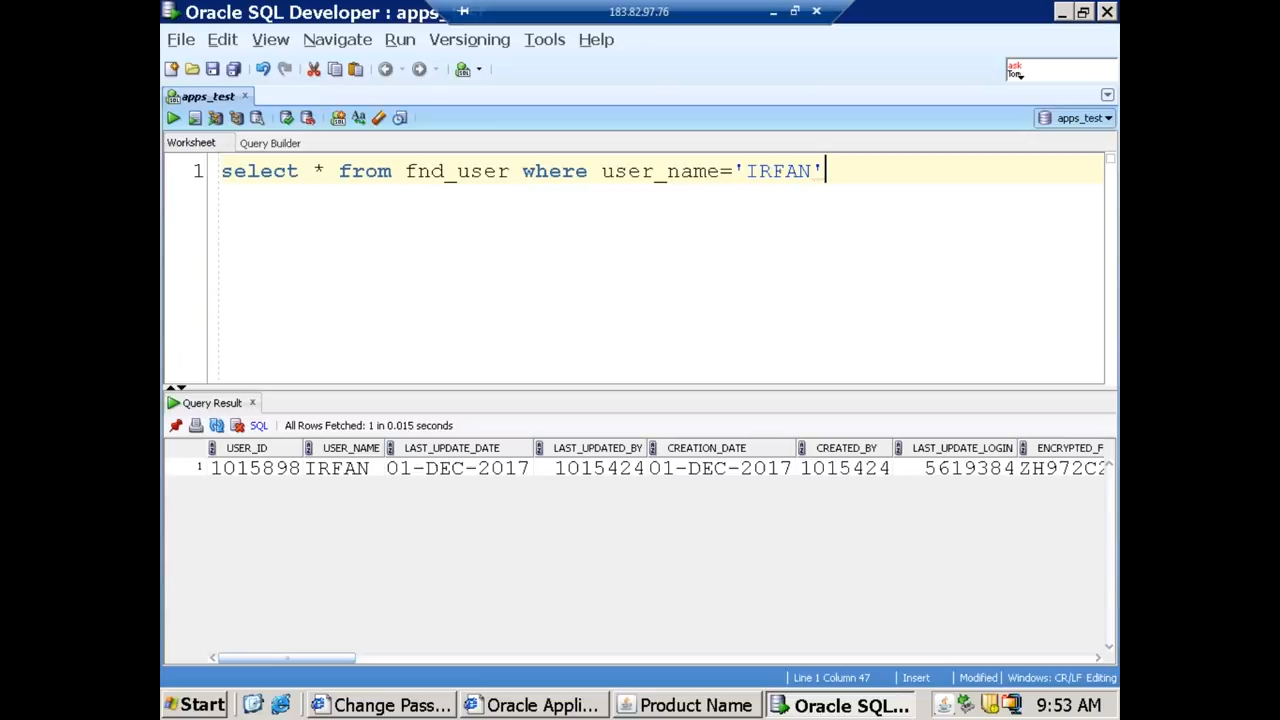 Oracle SQL Developer : apps_
183.82.97.76
File Edit View Navigate Run Versioning Tools Help
ask
Tom
apps_test
apps_test
Worksheet Query Builder
1 select * from fnd_user where user_name='IRFAN'
Query Result
SQL All Rows Fetched: 1 in 0.015 seconds
USER_ID USER_NAME LAST_UPDATE_DATE LAST_UPDATED_BY CREATION_DATE CREATED_BY LAST_UPDATE_LOGIN ENCRYPTED_F
1 1015898 IRFAN 01-DEC-2017 1015424 01-DEC-2017 1015424 5619384 ZH972C2
Line 1 Column 47 Insert Modified Windows: CR/LF Editing
Start Change Pass... Oracle Appli... Product Name Oracle SQL... 9:53 AM